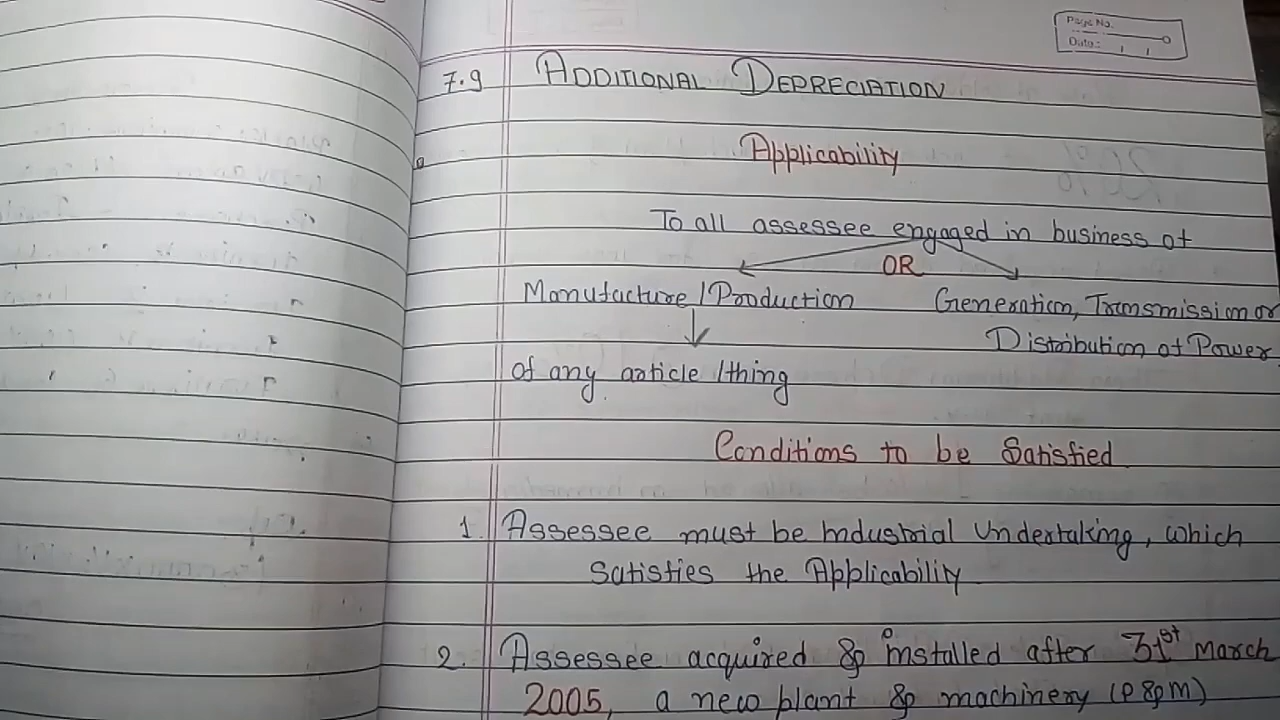 Page No.
Date:
7.9 ADDITIONAL DEPRECIATION
Applicability
To all assessee engaged in business of
OR
Manufacture / Production Generation, Transmission or
Distribution of Power
of any article / thing
Conditions to be Satisfied
1. Assessee must be Industrial Undertaking, which
satisfies the Applicability
2. Assessee acquired & installed after 31st March
2005, a new plant & machinery (P&M)